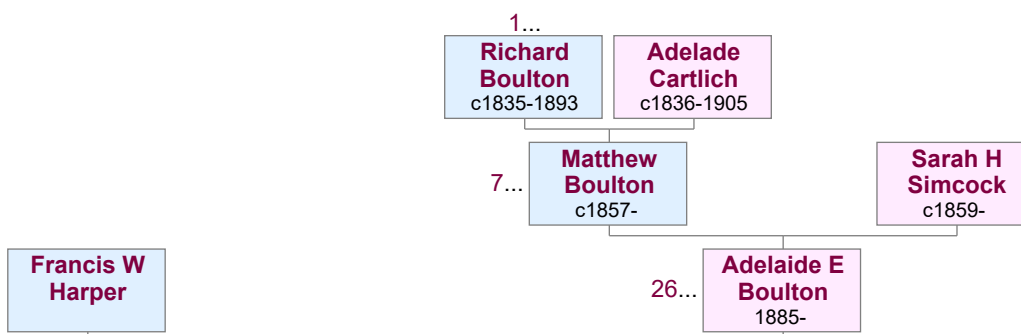 1...
Richard
Boulton
c1835-1893
Adelade
Cartlich
c1836-1905
7...
Matthew
Boulton
c1857-
Sarah H
Simcock
c1859-
Francis W
Harper
26...
Adelaide E
Boulton
1885-